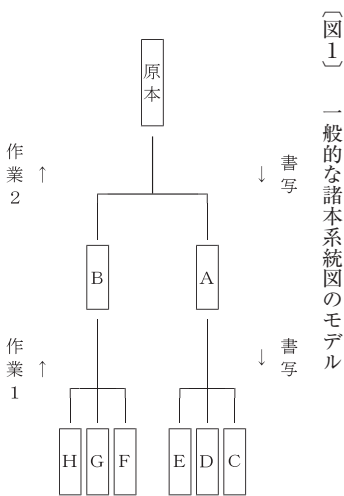 〔図１〕　一般的な諸本系統図のモデル
原本
書写
↓
作業２
↑
A
B
書写
↓
作業１
↑
C
D
E
F
G
H